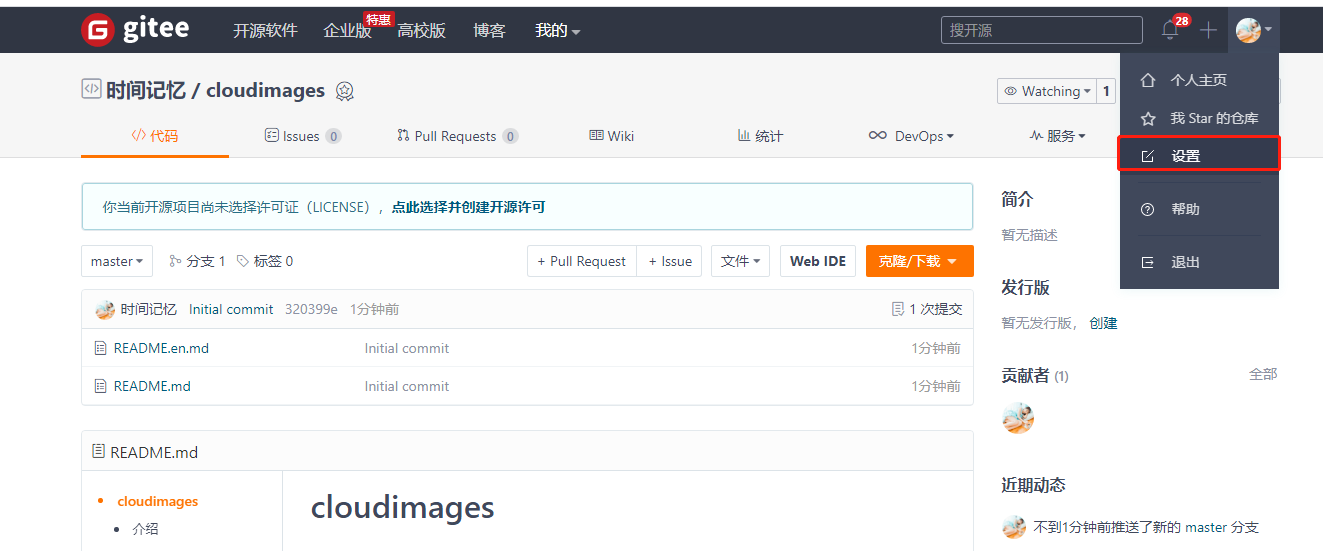 gitee 开源软件 企业版 特惠 高校版 博客 我的 搜开源 28
时间记忆 / cloudimages Watching 1
代码 Issues 0 Pull Requests 0 Wiki 统计 DevOps 服务
个人主页
我 Star 的仓库
设置
帮助
退出
你当前开源项目尚未选择许可证（LICENSE），点此选择并创建开源许可
master 分支 1 标签 0 + Pull Request + Issue 文件 Web IDE 克隆/下载
时间记忆 Initial commit 320399e 1分钟前 1 次提交
README.en.md Initial commit 1分钟前
README.md Initial commit 1分钟前
README.md
cloudimages
介绍
cloudimages
简介
暂无描述
发行版
暂无发行版，创建
贡献者 (1) 全部
近期动态
不到1分钟前推送了新的 master 分支